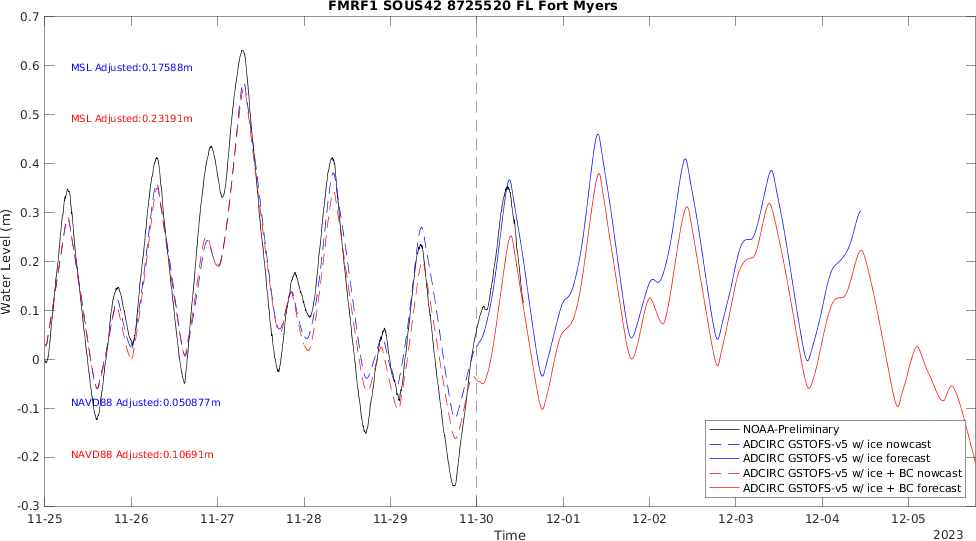 FMRF1 SOUS42 8725520 FL Fort Myers
0.7
0.6
0.5
0.4
0.3
0.2
0.1
0
-0.1
-0.2
-0.3
Water Level (m)
MSL Adjusted:0.17588m
MSL Adjusted:0.23191m
NAVD88 Adjusted:0.050877m
NAVD88 Adjusted:0.10691m
NOAA-Preliminary
ADCIRC GSTOFS-v5 w/ ice nowcast
ADCIRC GSTOFS-v5 w/ ice forecast
ADCIRC GSTOFS-v5 w/ ice + BC nowcast
ADCIRC GSTOFS-v5 w/ ice + BC forecast
11-25 11-26 11-27 11-28 11-29 11-30 12-01 12-02 12-03 12-04 12-05
Time
2023